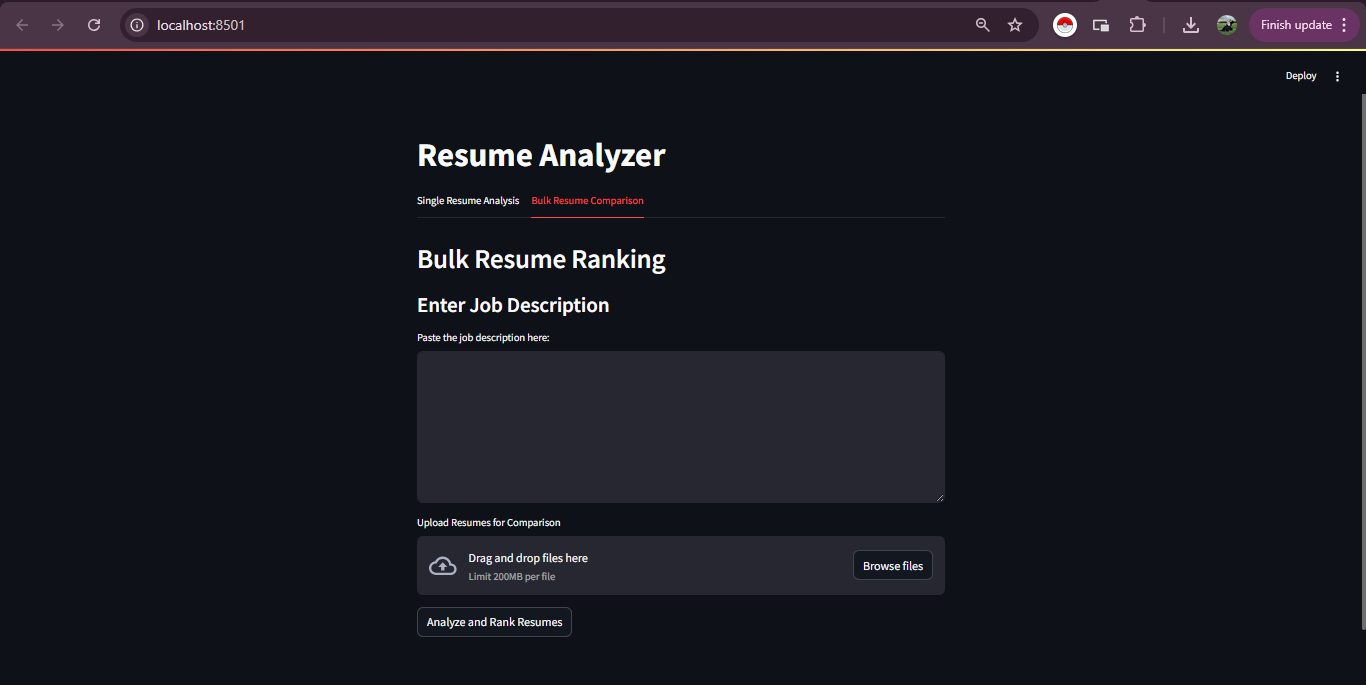 localhost:8501
Finish update
Deploy
Resume Analyzer
Single Resume Analysis Bulk Resume Comparison
Bulk Resume Ranking
Enter Job Description
Paste the job description here:
Upload Resumes for Comparison
Drag and drop files here
Limit 200MB per file
Browse files
Analyze and Rank Resumes